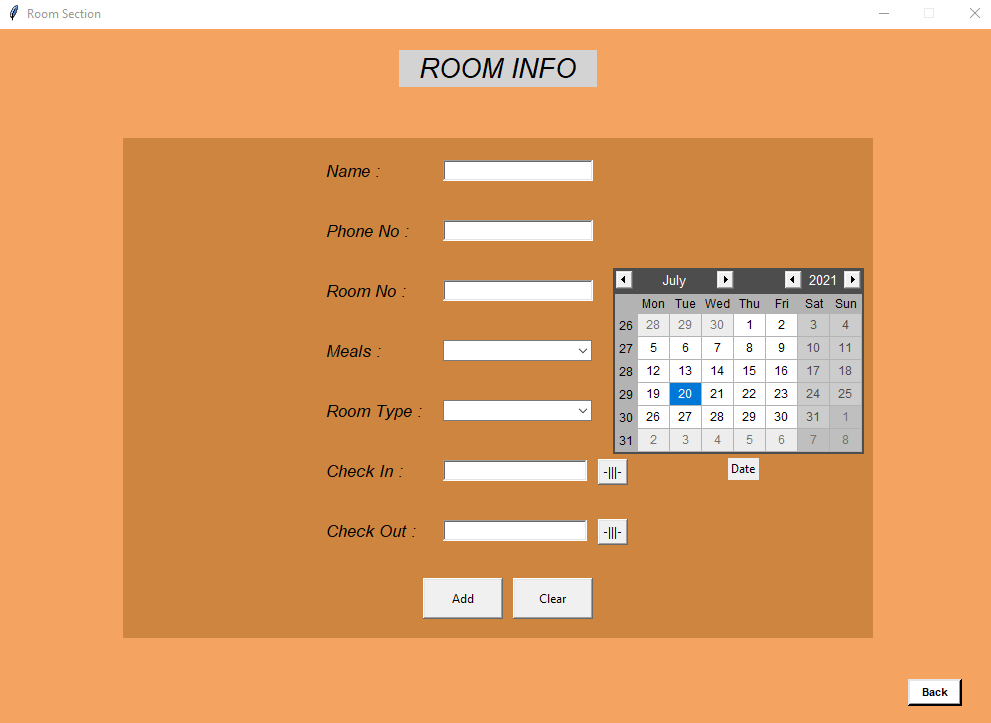 Room Section
ROOM INFO
Name :
Phone No :
Room No :
July 2021
Mon Tue Wed Thu Fri Sat Sun
26 28 29 30 1 2 3 4
27 5 6 7 8 9 10 11
Meals :
28 12 13 14 15 16 17 18
29 19 20 21 22 23 24 25
Room Type :
30 26 27 28 29 30 31 1
31 2 3 4 5 6 7 8
Check In :
-|||-
Date
Check Out :
-|||-
Add Clear
Back